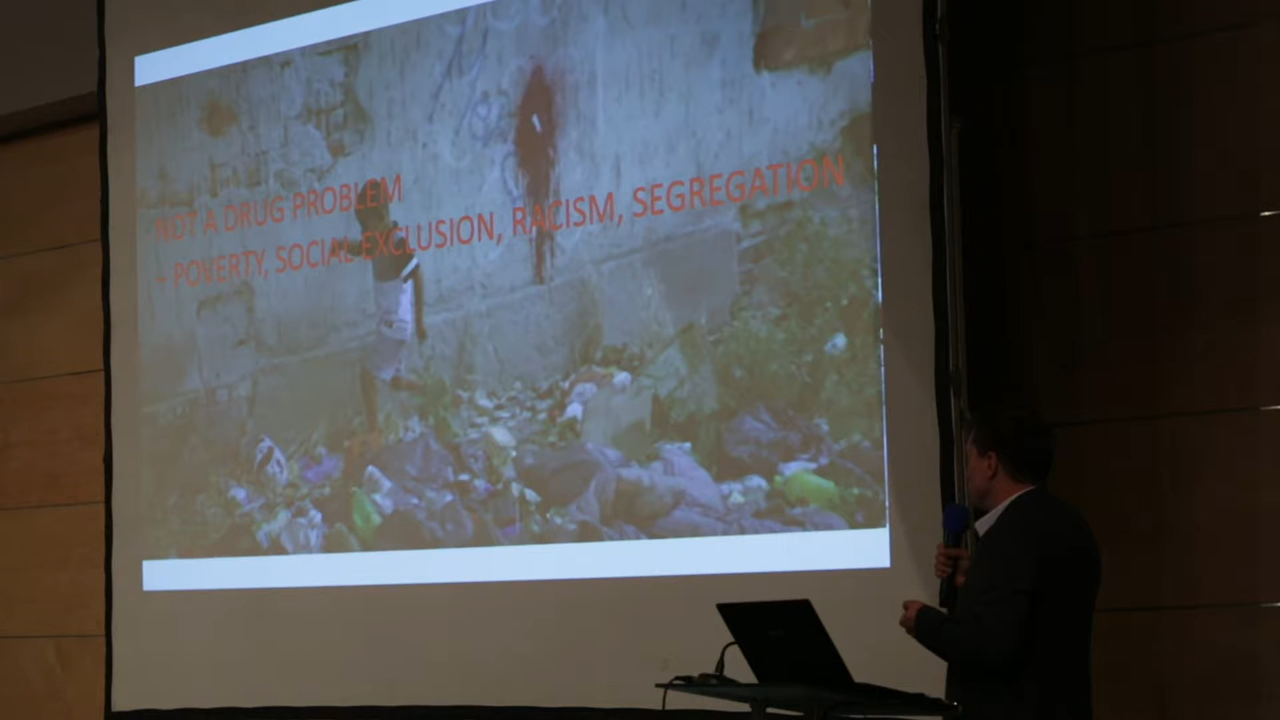 NOT A DRUG PROBLEM
– POVERTY, SOCIAL EXCLUSION, RACISM, SEGREGATION